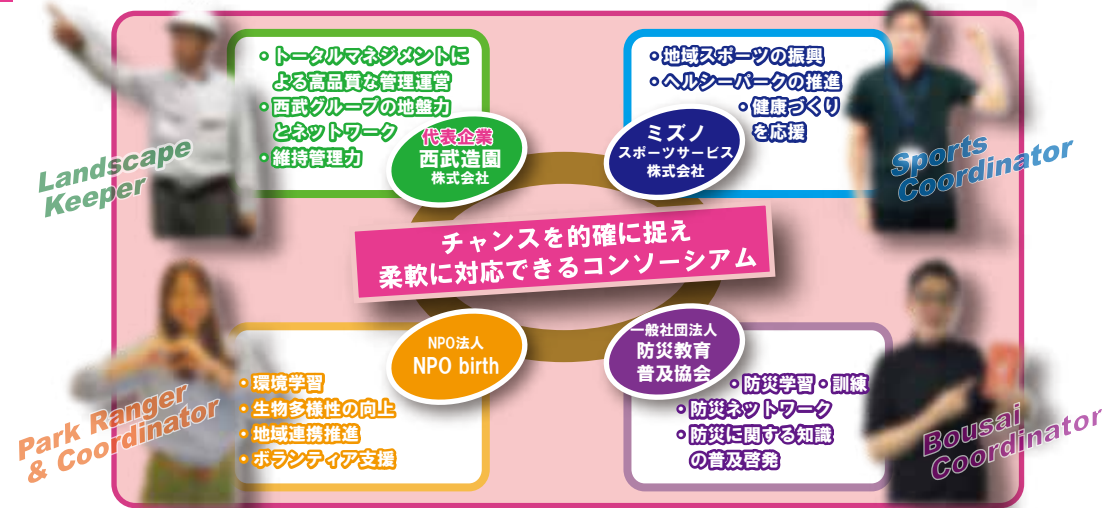 ・トータルマネジメントに
よる高品質な管理運営
・西武グループの地盤力
とネットワーク
・維持管理力
代表企業
西武造園
株式会社
Landscape
Keeper
・地域スポーツの振興
・ヘルシーパークの推進
・健康づくり
を応援
ミズノ
スポーツサービス
株式会社
Sports
Coordinator
チャンスを的確に捉え
柔軟に対応できるコンソーシアム
NPO法人
NPO birth
・環境学習
・生物多様性の向上
・地域連携推進
・ボランティア支援
Park Ranger
& Coordinator
一般社団法人
防災教育
普及協会
・防災学習・訓練
・防災ネットワーク
・防災に関する知識
の普及啓発
Bousai
Coordinator